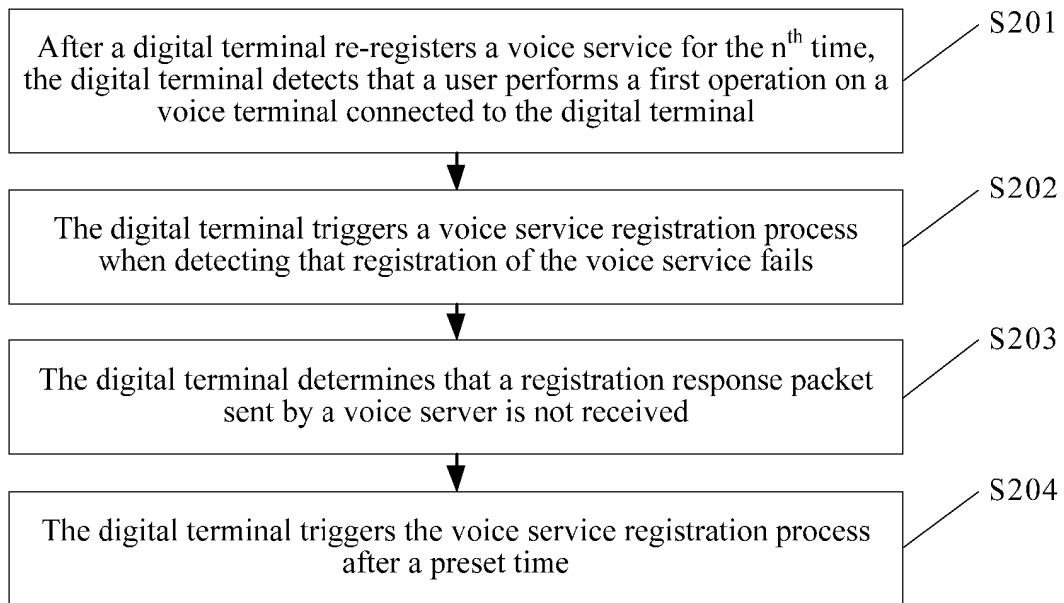 After a digital terminal re-registers a voice service for the nth time,
the digital terminal detects that a user performs a first operation on a
voice terminal connected to the digital terminal
S201
The digital terminal triggers a voice service registration process
when detecting that registration of the voice service fails
S202
The digital terminal determines that a registration response packet
sent by a voice server is not received
S203
The digital terminal triggers the voice service registration process
after a preset time
S204